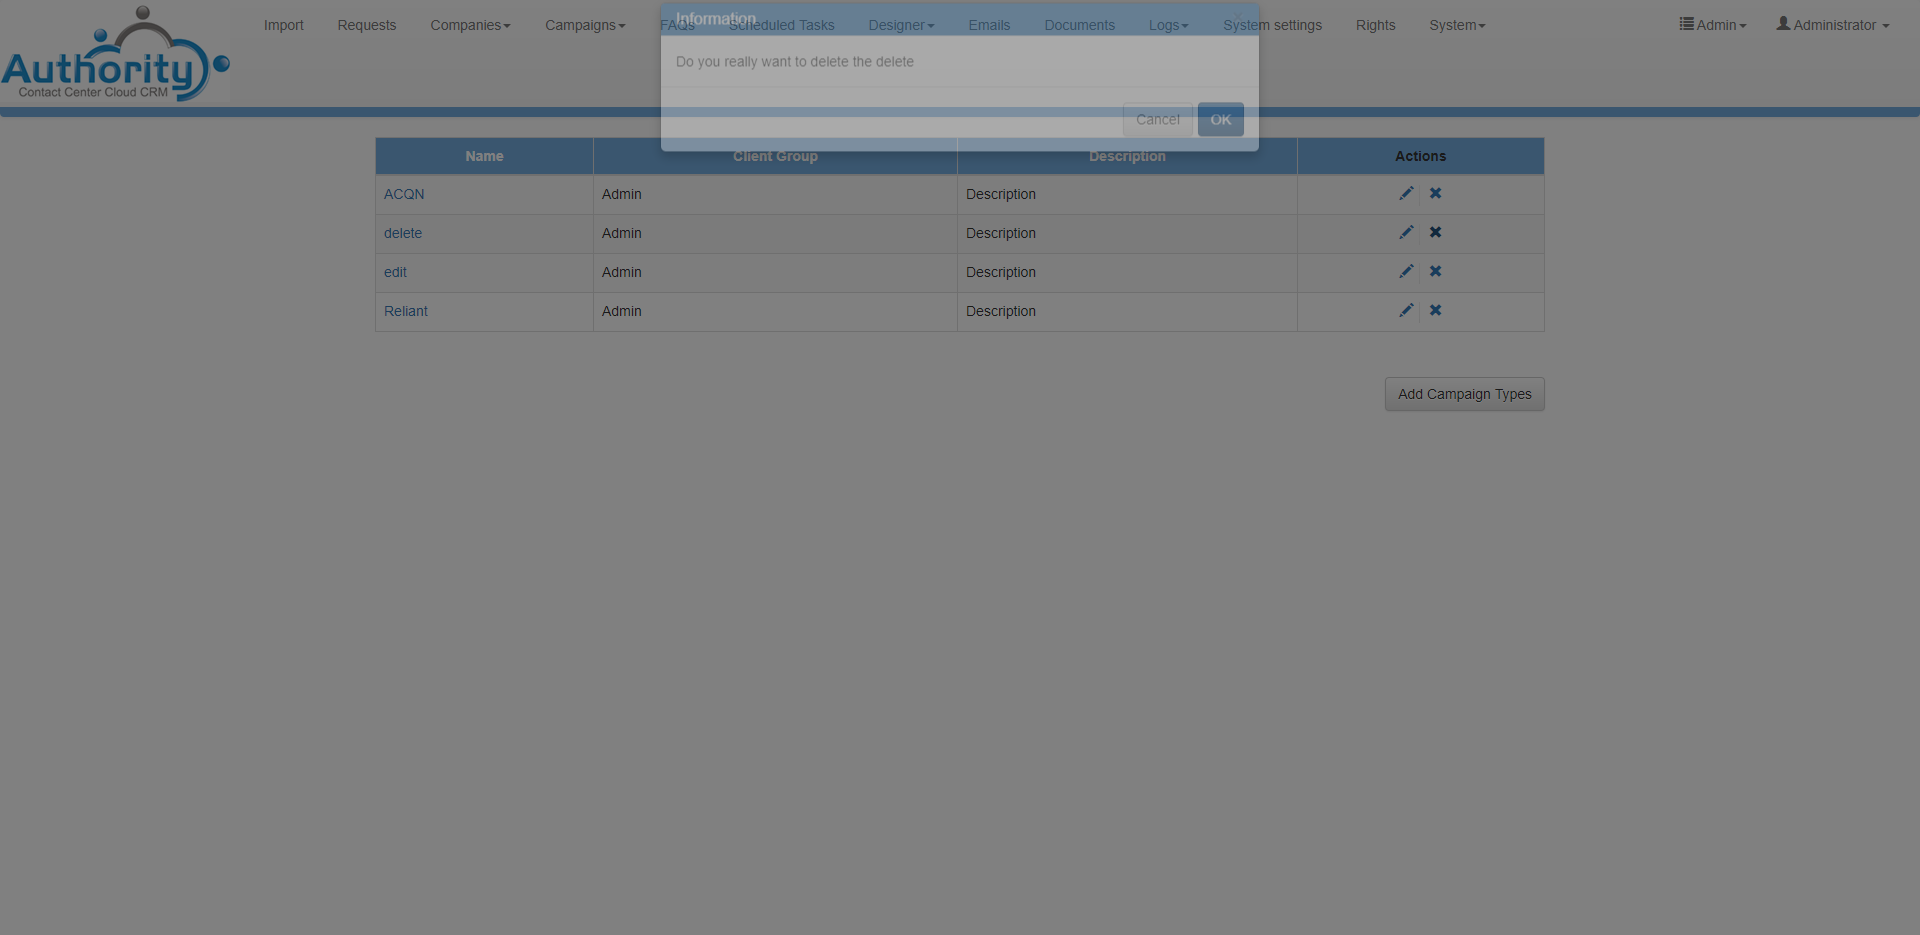 Authority
Contact Center Cloud CRM
Import Requests Companies Campaigns FAQs Scheduled Tasks Designer Emails Documents Logs System settings Rights System Admin Administrator
Information ×
Do you really want to delete the delete
Cancel OK
Name Client Group Description Actions
ACQN Admin Description
delete Admin Description
edit Admin Description
Reliant Admin Description
Add Campaign Types